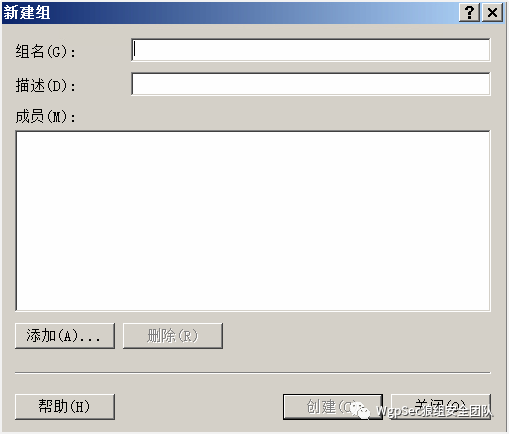 新建组
组名(G):
描述(D):
成员(M):
添加(A)... 删除(R)
帮助(H) 创建(C) 关闭(O)
WgpSec狼组安全团队